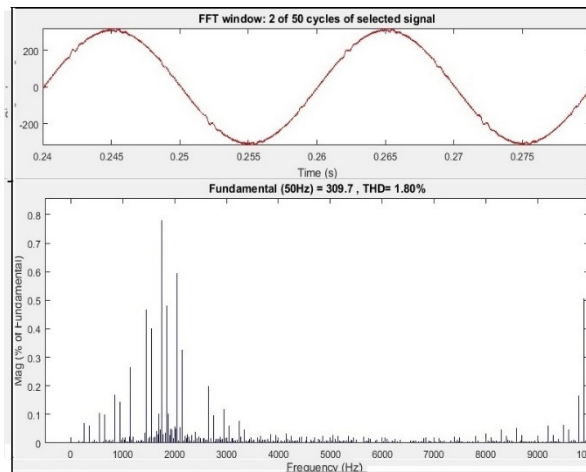 FFT window: 2 of 50 cycles of selected signal
200
0
-200
0.24 0.245 0.25 0.255 0.26 0.265 0.27 0.275
Time (s)
Fundamental (50Hz) = 309.7 , THD= 1.80%
0.8
0.7
0.6
0.5
0.4
0.3
0.2
0.1
0
Mag (% of Fundamental)
0 1000 2000 3000 4000 5000 6000 7000 8000 9000
Frequency (Hz)